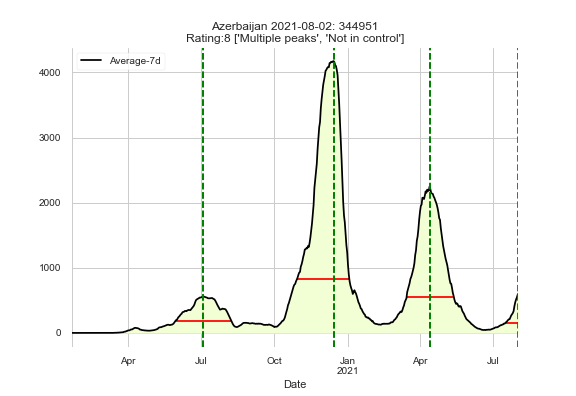 Azerbaijan 2021-08-02: 344951
Rating:8 ['Multiple peaks', 'Not in control']
Average-7d
4000
3000
2000
1000
0
Apr Jul Oct Jan Apr Jul
2021
Date